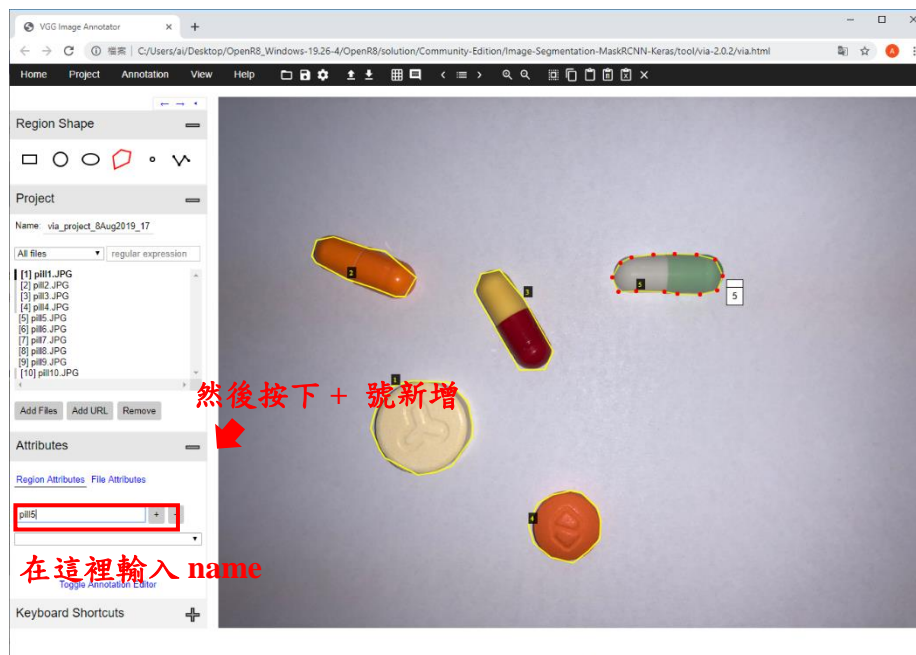 VGG Image Annotator
檔案 | C:/Users/ai/Desktop/OpenR8_Windows-19.26-4/OpenR8/solution/Community-Edition/Image-Segmentation-MaskRCNN-Keras/tool/via-2.0.2/via.html
A
Home Project Annotation View Help
Region Shape
Project
Name: via_project_8Aug2019_17
All files regular expression
[1] pill1.JPG
[2] pill2.JPG
[3] pill3.JPG
[4] pill4.JPG
[5] pill5.JPG
[6] pill6.JPG
[7] pill7.JPG
[8] pill8.JPG
[9] pill9.JPG
[10] pill10.JPG
Add Files Add URL Remove
然後按下 + 號新增
Attributes
Region Attributes File Attributes
pill5 + -
在這裡輸入 name
Toggle Annotation Editor
Keyboard Shortcuts
2
3
5
5
1
4